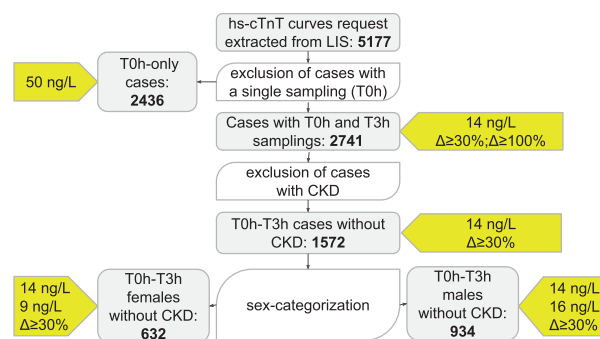 hs-cTnT curves request
extracted from LIS: 5177
50 ng/L
T0h-only
cases:
2436
exclusion of cases with
a single sampling (T0h)
Cases with T0h and T3h
samplings: 2741
14 ng/L
Δ≥30%;Δ≥100%
exclusion of cases
with CKD
T0h-T3h cases without
CKD: 1572
14 ng/L
Δ≥30%
14 ng/L
9 ng/L
Δ≥30%
T0h-T3h
females
without CKD:
632
sex-categorization
T0h-T3h
males
without CKD:
934
14 ng/L
16 ng/L
Δ≥30%